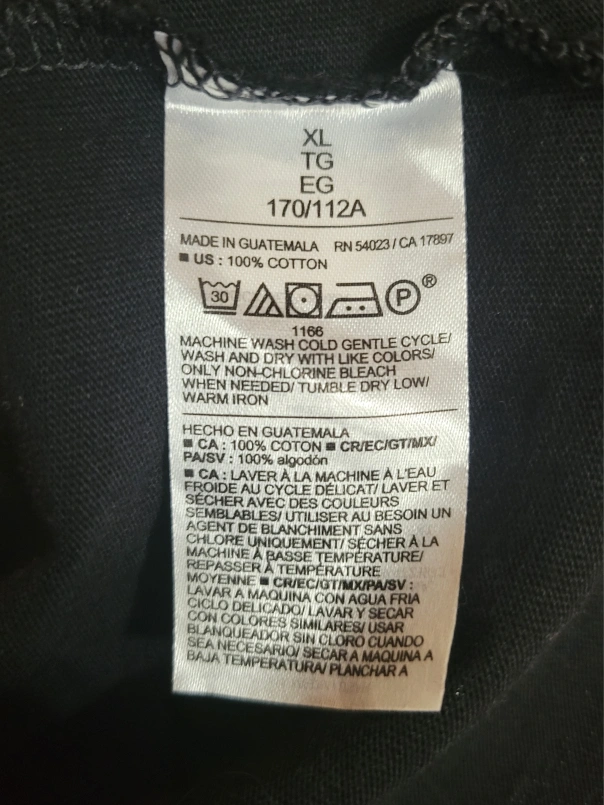 XL
TG
EG
170/112A
MADE IN GUATEMALA RN 54023 / CA 17897
■ US : 100% COTTON
30 P ®
1166
MACHINE WASH COLD GENTLE CYCLE/
WASH AND DRY WITH LIKE COLORS/
ONLY NON-CHLORINE BLEACH
WHEN NEEDED/ TUMBLE DRY LOW/
WARM IRON
HECHO EN GUATEMALA
■ CA : 100% COTON ■ CR/EC/GT/MX/
PA/SV : 100% algodón
■ CA : LAVER À LA MACHINE À L'EAU
FROIDE AU CYCLE DÉLICAT/ LAVER ET
SÉCHER AVEC DES COULEURS
SEMBLABLES/ UTILISER AU BESOIN UN
AGENT DE BLANCHIMENT SANS
CHLORE UNIQUEMENT/ SÉCHER À LA
MACHINE À BASSE TEMPÉRATURE/
REPASSER À TEMPÉRATURE
MOYENNE ■ CR/EC/GT/MX/PA/SV :
LAVAR A MAQUINA CON AGUA FRIA
CICLO DELICADO/ LAVAR Y SECAR
CON COLORES SIMILARES/ USAR
BLANQUEADOR SIN CLORO CUANDO
SEA NECESARIO/ SECAR A MAQUINA A
BAJA TEMPERATURA/ PLANCHAR A